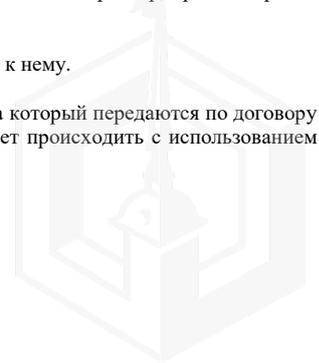 к нему.
который передаются по договору
ет происходить с использованием